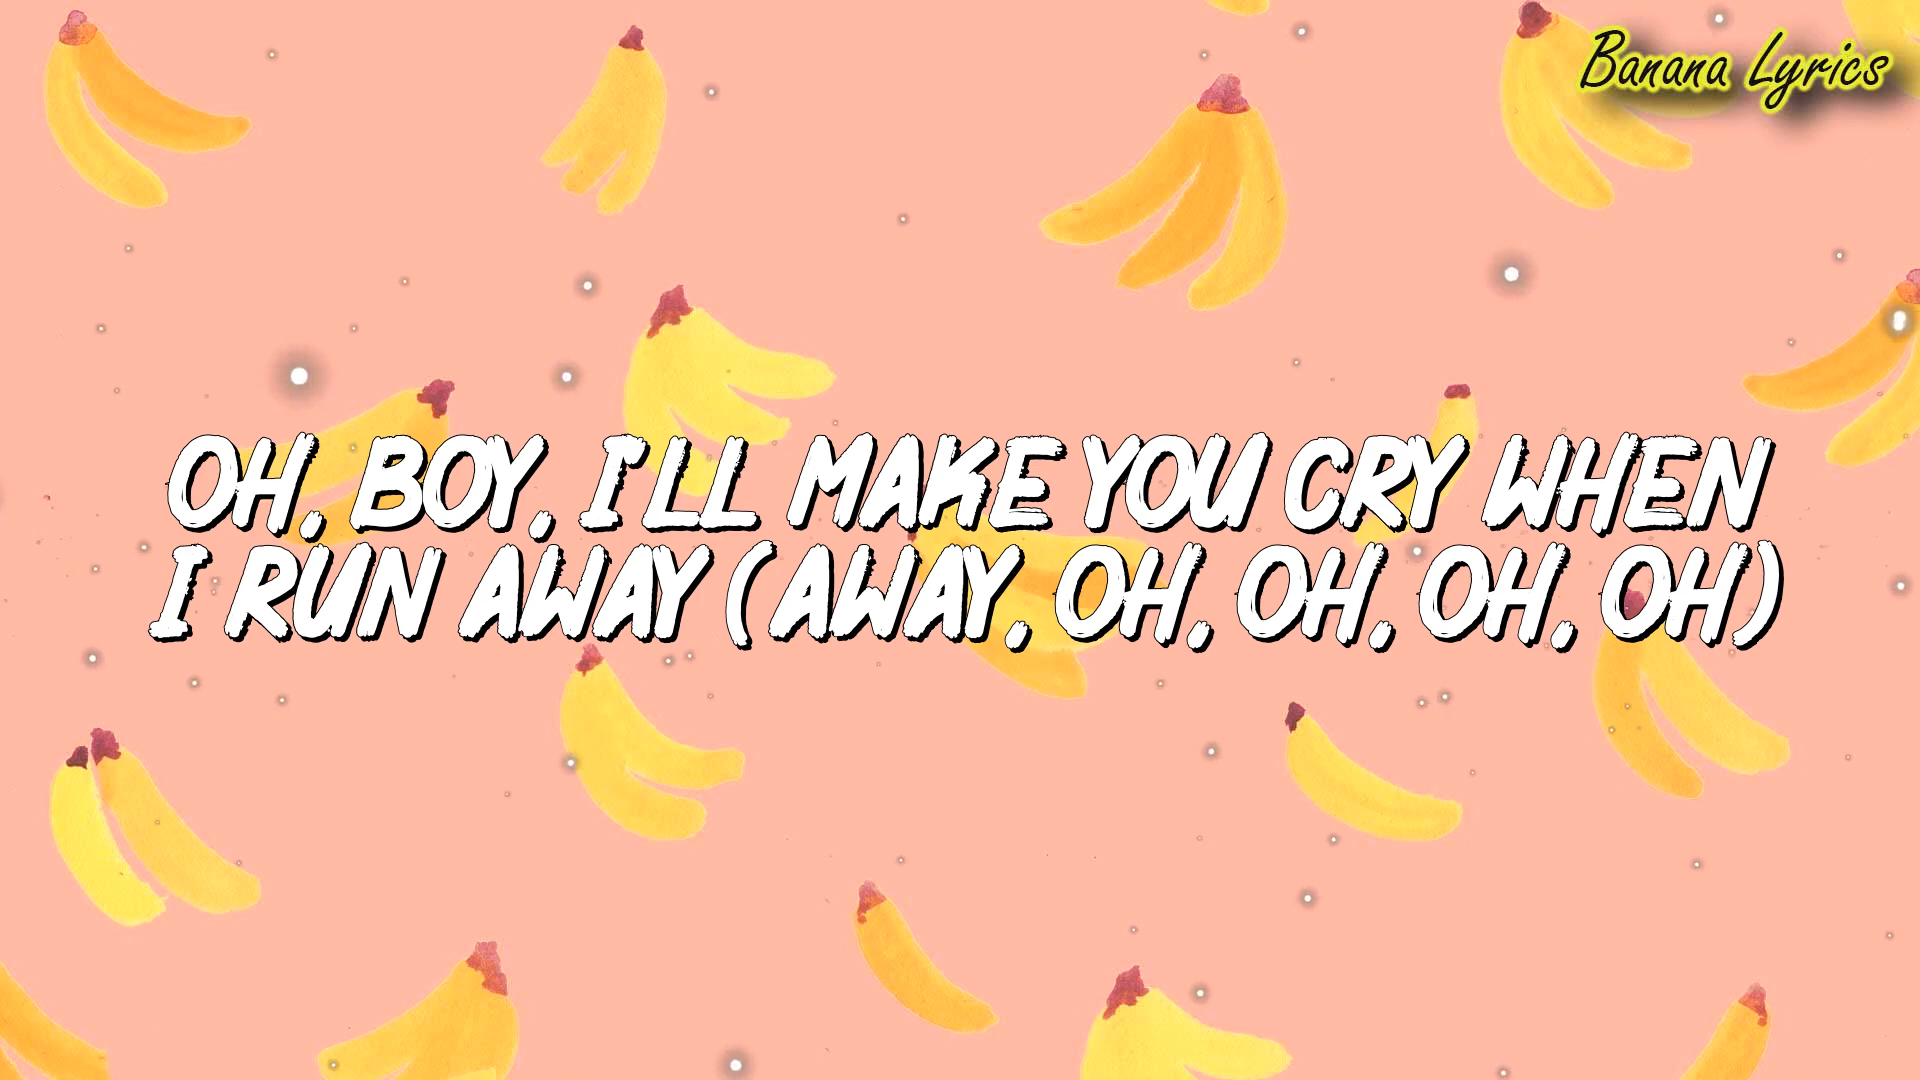 Banana Lyrics
OH, BOY, I'LL MAKE YOU CRY WHEN
I RUN AWAY (AWAY, OH, OH, OH, OH)